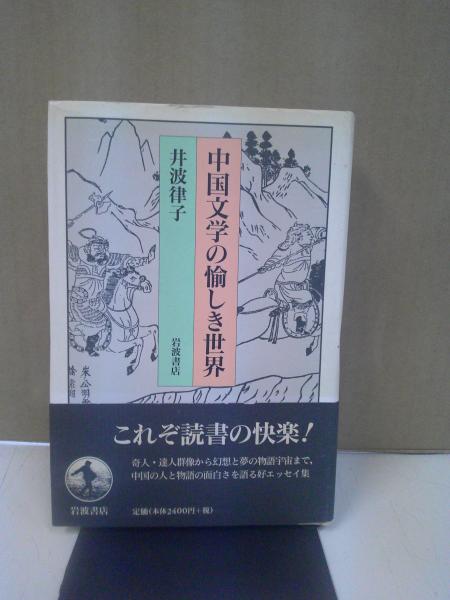 中国文学の愉しき世界
井波律子
岩波書店
これぞ読書の快楽!
奇人・達人群像から幻想と夢の物語宇宙まで、
中国の人と物語の面白さを語る好エッセイ集
岩波書店
定価(本体2400円+税)